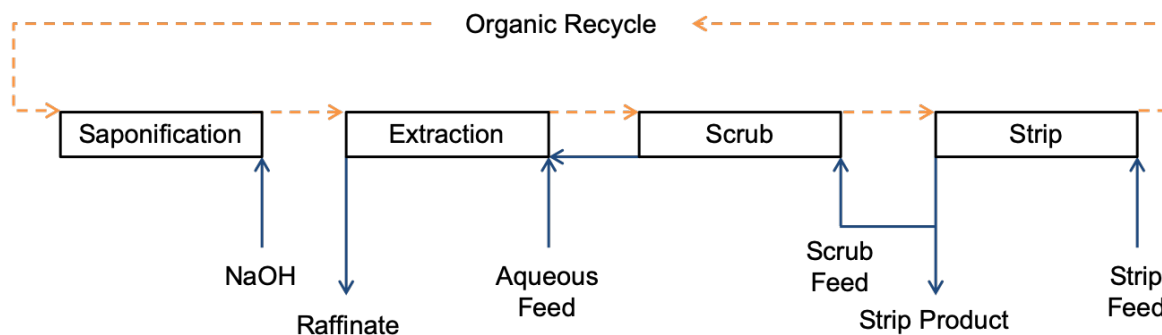 Organic Recycle
Saponification
Extraction
Scrub
Strip
NaOH
Raffinate
Aqueous
Feed
Scrub
Feed
Strip Product
Strip
Feed